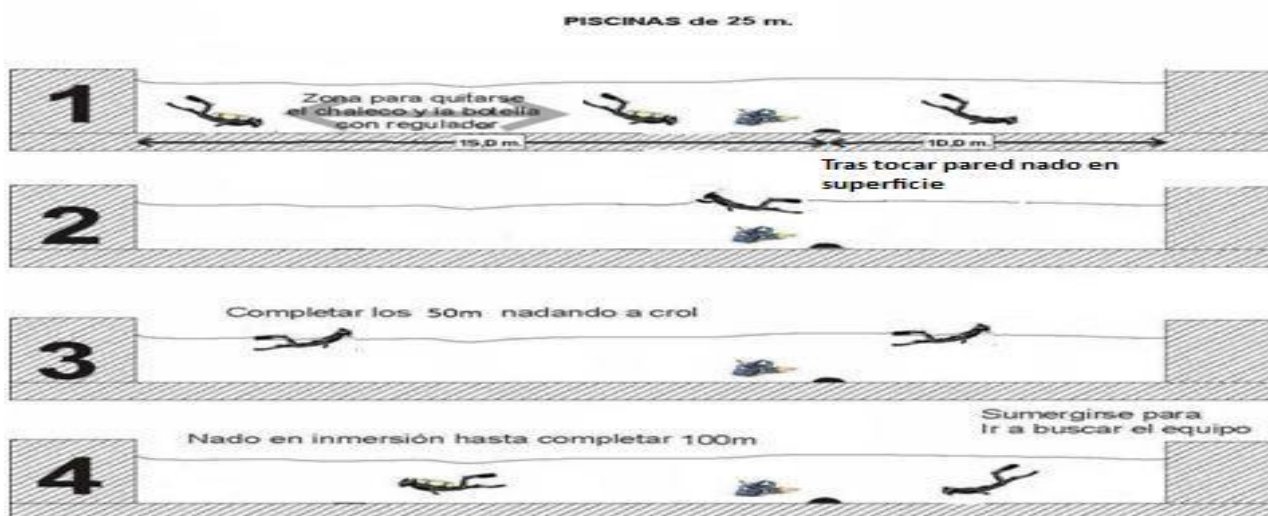 PISCINAS de 25 m.
1
Zona para quitarse
el chaleco y la botella
con regulador
15,0 m.
10,0 m.
Tras tocar pared nado en
superficie
2
Completar los 50m nadando a crol
3
Sumergirse para
Ir a buscar el equipo
Nado en inmersión hasta completar 100m
4